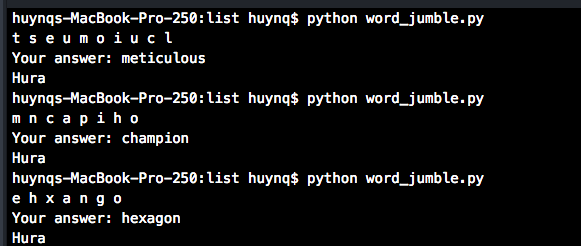 huynqs-MacBook-Pro-250:list huynq$ python word_jumble.py
t s e u m o i u c l
Your answer: meticulous
Hura
huynqs-MacBook-Pro-250:list huynq$ python word_jumble.py
m n c a p i h o
Your answer: champion
Hura
huynqs-MacBook-Pro-250:list huynq$ python word_jumble.py
e h x a n g o
Your answer: hexagon
Hura